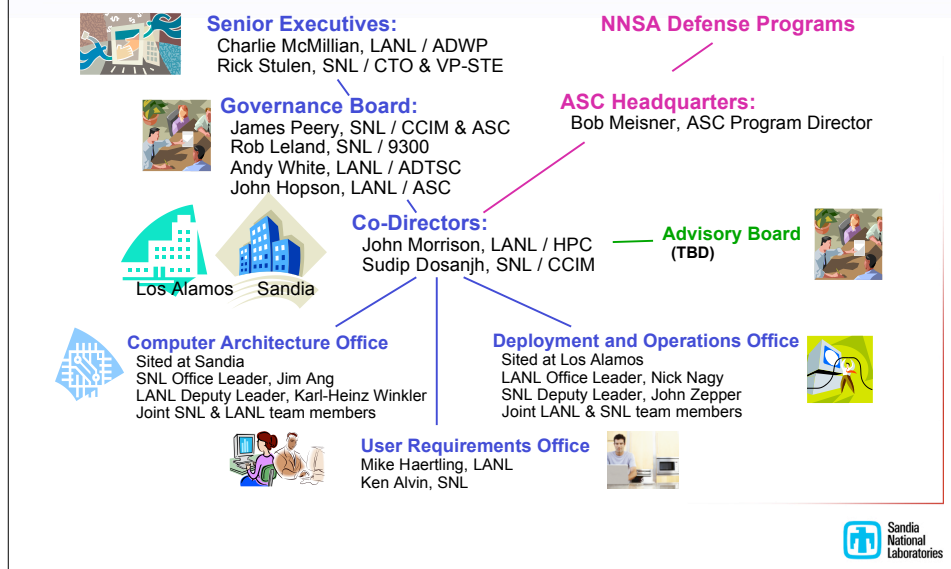 Senior Executives:
Charlie McMillian, LANL / ADWP
Rick Stulen, SNL / CTO & VP-STE
NNSA Defense Programs
Governance Board:
James Peery, SNL / CCIM & ASC
Rob Leland, SNL / 9300
Andy White, LANL / ADTSC
John Hopson, LANL / ASC
ASC Headquarters:
Bob Meisner, ASC Program Director
Co-Directors:
John Morrison, LANL / HPC
Sudip Dosanjh, SNL / CCIM
Advisory Board
(TBD)
Los Alamos
Sandia
Computer Architecture Office
Sited at Sandia
SNL Office Leader, Jim Ang
LANL Deputy Leader, Karl-Heinz Winkler
Joint SNL & LANL team members
Deployment and Operations Office
Sited at Los Alamos
LANL Office Leader, Nick Nagy
SNL Deputy Leader, John Zepper
Joint LANL & SNL team members
User Requirements Office
Mike Haertling, LANL
Ken Alvin, SNL
Sandia
National
Laboratories